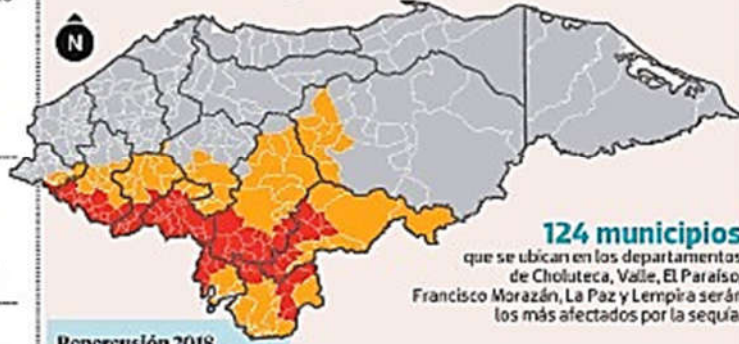 N
124 municipios
que se ubican en los departamentos
de Choluteca, Valle, El Paraíso
Francisco Morazán, La Paz y Lempira serán
los más afectados por la sequía
Repercusión 2018